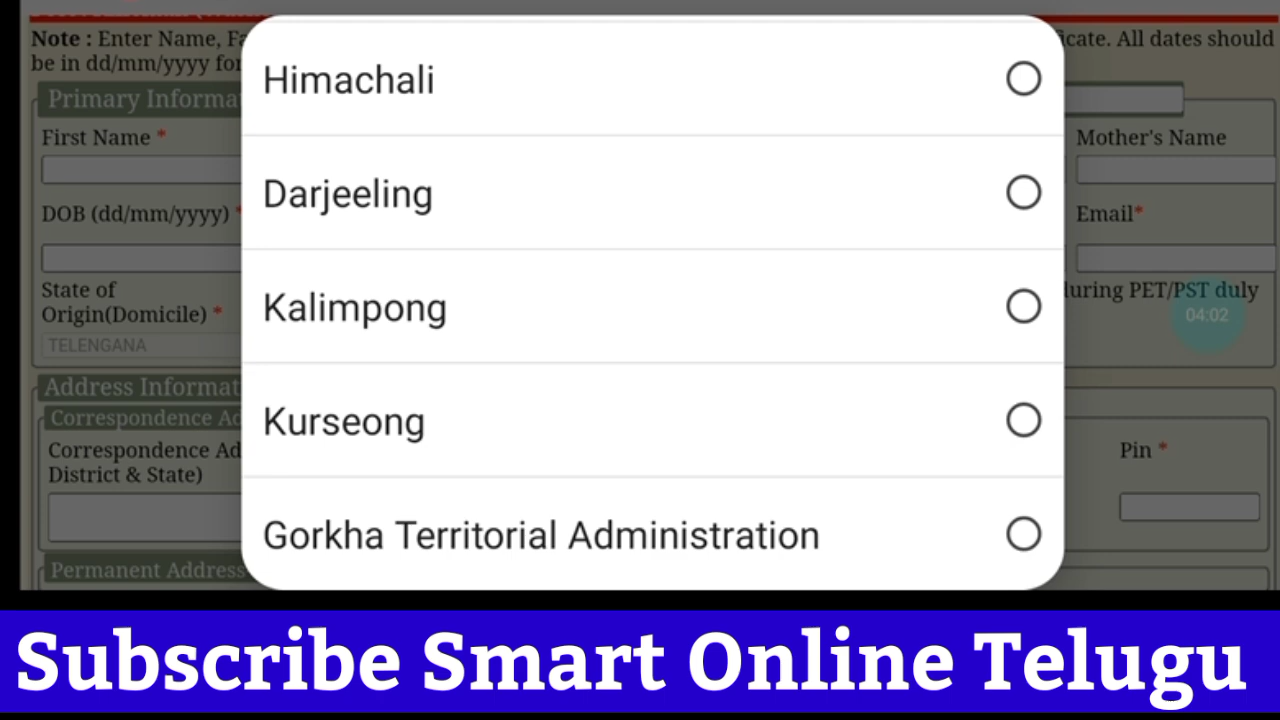 Note : Enter Name, Fa
icate. All dates should
be in dd/mm/yyyy for
Primary Informat
First Name *
Mother's Name
DOB (dd/mm/yyyy) *
Email*
State of
Origin(Domicile) *
during PET/PST duly
04:02
TELENGANA
Address Informat
Correspondence Ad
Correspondence Ad
District & State)
Pin *
Permanent Address
Himachali
Darjeeling
Kalimpong
Kurseong
Gorkha Territorial Administration
Subscribe Smart Online Telugu